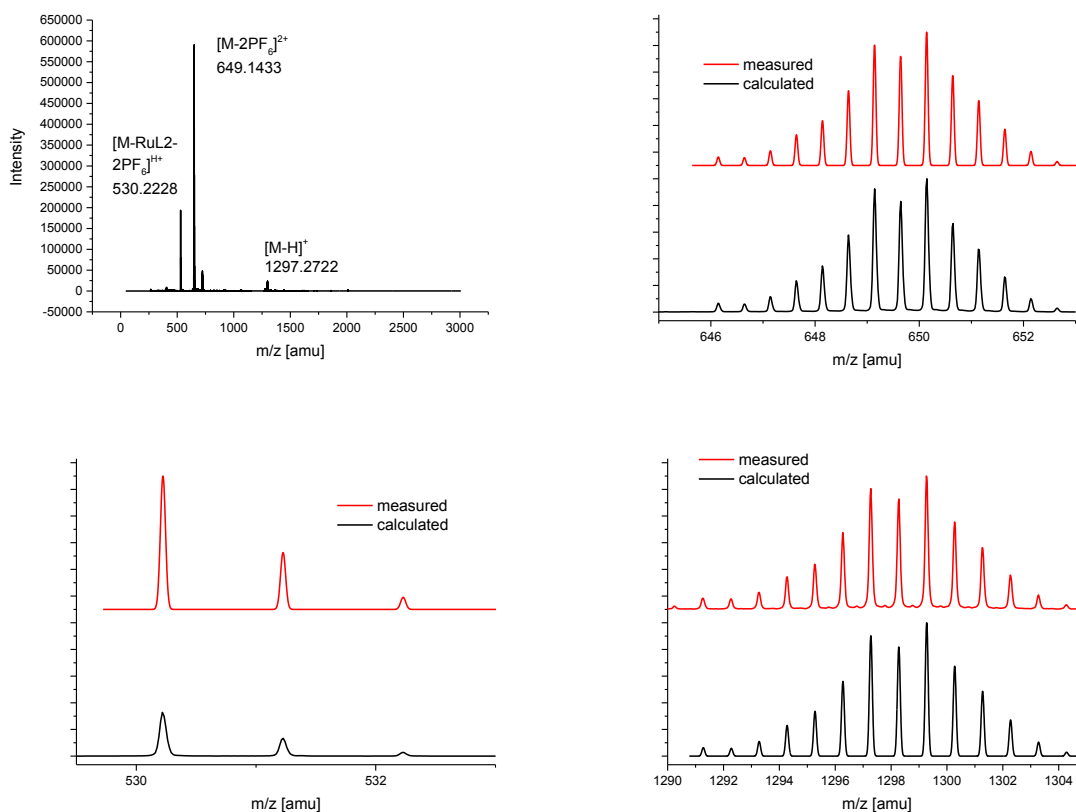 650000
600000
550000
500000
450000
400000
350000
300000
250000
200000
150000
100000
50000
0
-50000
Intensity
[M-2PF6]2+
649.1433
[M-RuL2-
2PF6]H+
530.2228
[M-H]+
1297.2722
0 500 1000 1500 2000 2500 3000
m/z [amu]
measured
calculated
646 648 650 652
m/z [amu]
measured
calculated
530 532
m/z [amu]
measured
calculated
1290 1292 1294 1296 1298 1300 1302 1304
m/z [amu]